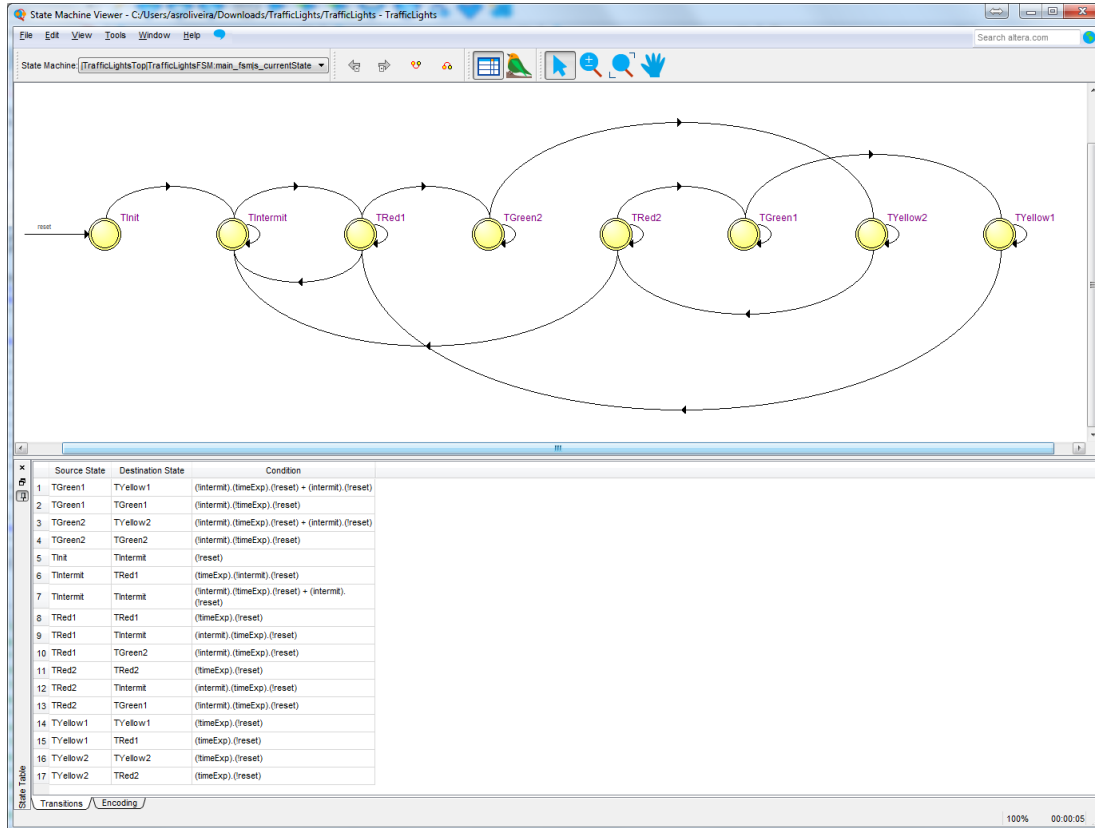 State Machine Viewer - C:/Users/asroliveira/Downloads/TrafficLights/TrafficLights - TrafficLights
File Edit View Tools Window Help
Search altera.com
State Machine: |TrafficLightsTop|TrafficLightsFSM:main_fsm|s_currentState
reset
TInit
TIntermit
TRed1
TGreen2
TRed2
TGreen1
TYellow2
TYellow1
Source State Destination State Condition
1 TGreen1 TYellow1 (!intermit).(timeExp).(!reset) + (intermit).(!reset)
2 TGreen1 TGreen1 (!intermit).(!timeExp).(!reset)
3 TGreen2 TYellow2 (!intermit).(timeExp).(!reset) + (intermit).(!reset)
4 TGreen2 TGreen2 (!intermit).(!timeExp).(!reset)
5 TInit TIntermit (!reset)
6 TIntermit TRed1 (timeExp).(!intermit).(!reset)
7 TIntermit TIntermit (!intermit).(!timeExp).(!reset) + (intermit).
(!reset)
8 TRed1 TRed1 (!timeExp).(!reset)
9 TRed1 TIntermit (intermit).(timeExp).(!reset)
10 TRed1 TGreen2 (!intermit).(timeExp).(!reset)
11 TRed2 TRed2 (!timeExp).(!reset)
12 TRed2 TIntermit (intermit).(timeExp).(!reset)
13 TRed2 TGreen1 (!intermit).(timeExp).(!reset)
14 TYellow1 TYellow1 (!timeExp).(!reset)
15 TYellow1 TRed1 (timeExp).(!reset)
16 TYellow2 TYellow2 (!timeExp).(!reset)
17 TYellow2 TRed2 (timeExp).(!reset)
State Table
Transitions Encoding
100% 00:00:05